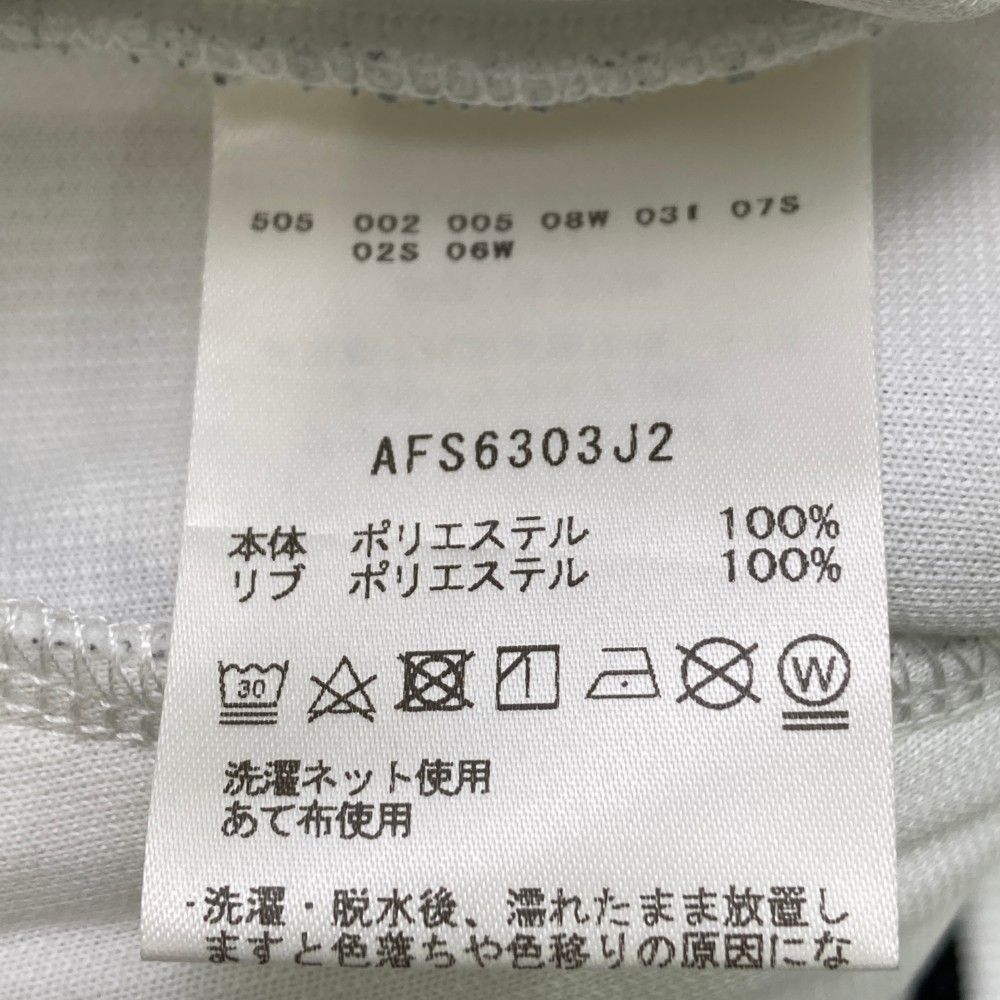 505 002 005 08W 03I 07S
02S 06W
AFS6303J2
本体 ポリエステル 100%
リブ ポリエステル 100%
30 W
洗濯ネット使用
あて布使用
・洗濯・脱水後、濡れたまま放置し
ますと色落ちや色移りの原因にな